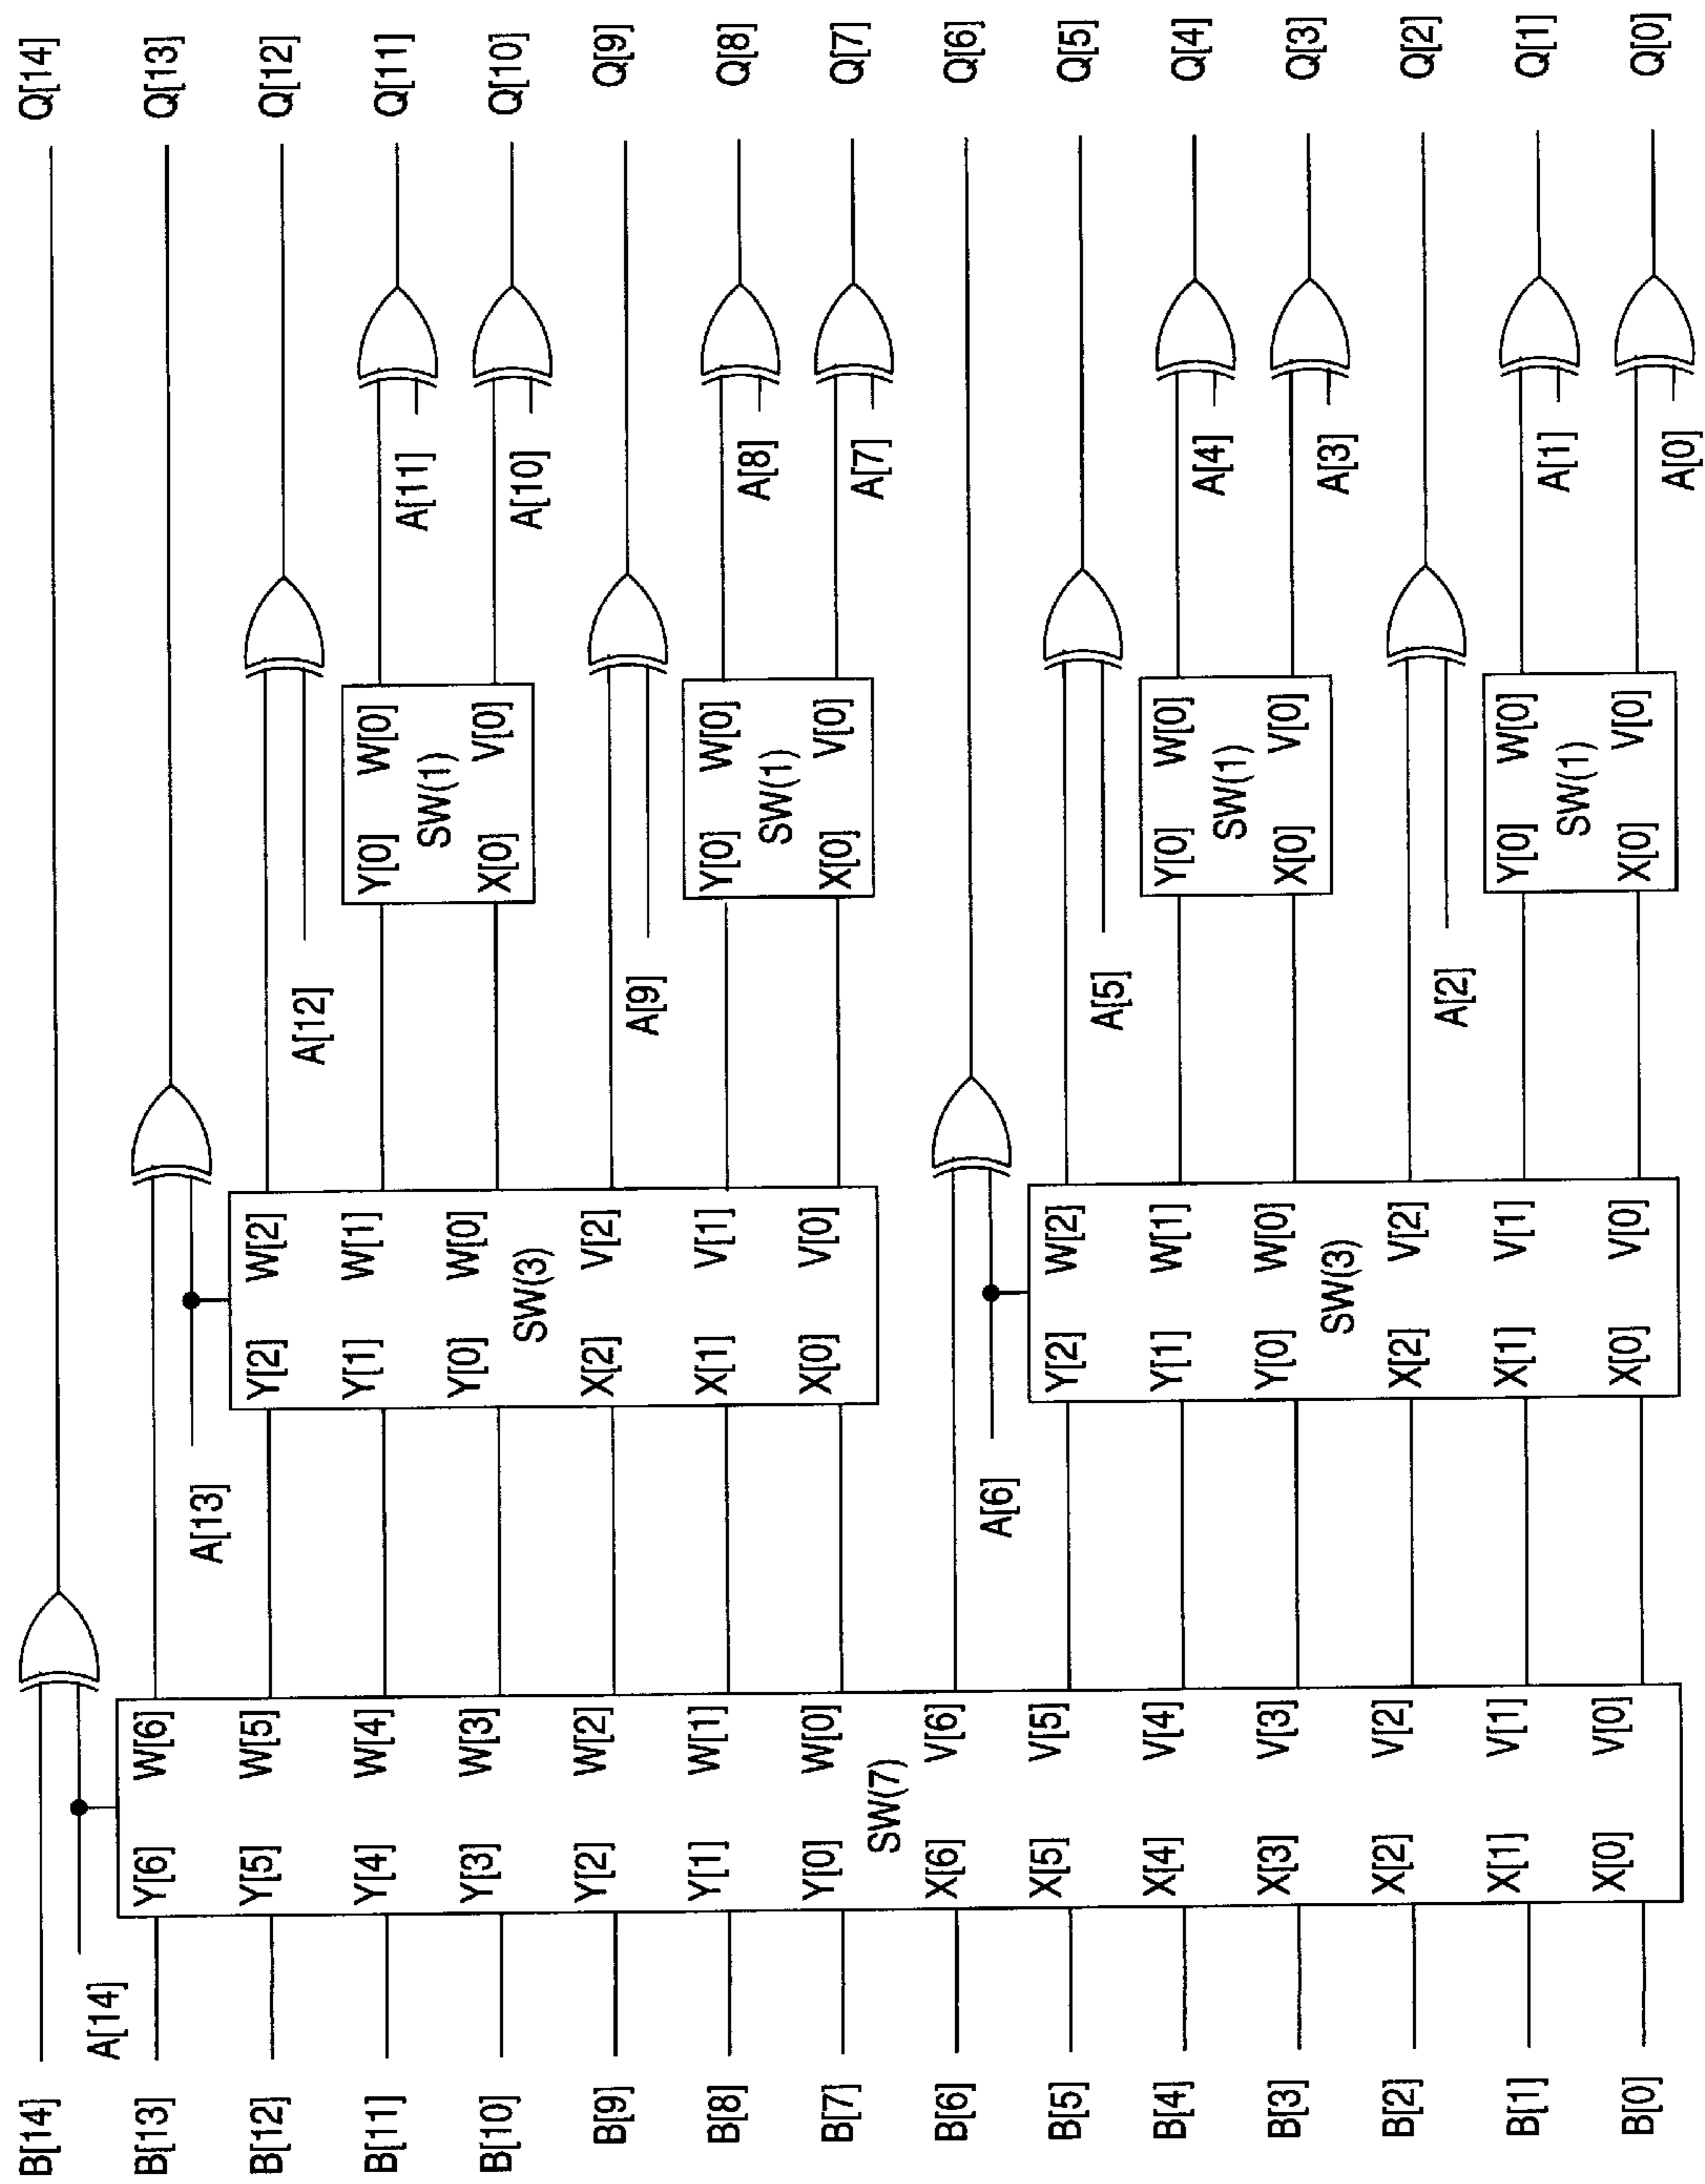 B[14]
B[13]
B[12]
B[11]
B[10]
B[9]
B[8]
B[7]
B[6]
B[5]
B[4]
B[3]
B[2]
B[1]
B[0]
A[14]
Y[6] W[6]
Y[5] W[5]
Y[4] W[4]
Y[3] W[3]
Y[2] W[2]
Y[1] W[1]
Y[0] W[0]
SW(7)
X[6] V[6]
X[5] V[5]
X[4] V[4]
X[3] V[3]
X[2] V[2]
X[1] V[1]
X[0] V[0]
A[13]
Y[2] W[2]
Y[1] W[1]
Y[0] W[0]
SW(3)
X[2] V[2]
X[1] V[1]
X[0] V[0]
A[6]
Y[2] W[2]
Y[1] W[1]
Y[0] W[0]
SW(3)
X[2] V[2]
X[1] V[1]
X[0] V[0]
A[12]
Y[0] W[0]
SW(1)
X[0] V[0]
A[9]
Y[0] W[0]
SW(1)
X[0] V[0]
A[5]
Y[0] W[0]
SW(1)
X[0] V[0]
A[2]
Y[0] W[0]
SW(1)
X[0] V[0]
A[11]
A[10]
A[8]
A[7]
A[4]
A[3]
A[1]
A[0]
Q[14]
Q[13]
Q[12]
Q[11]
Q[10]
Q[9]
Q[8]
Q[7]
Q[6]
Q[5]
Q[4]
Q[3]
Q[2]
Q[1]
Q[0]